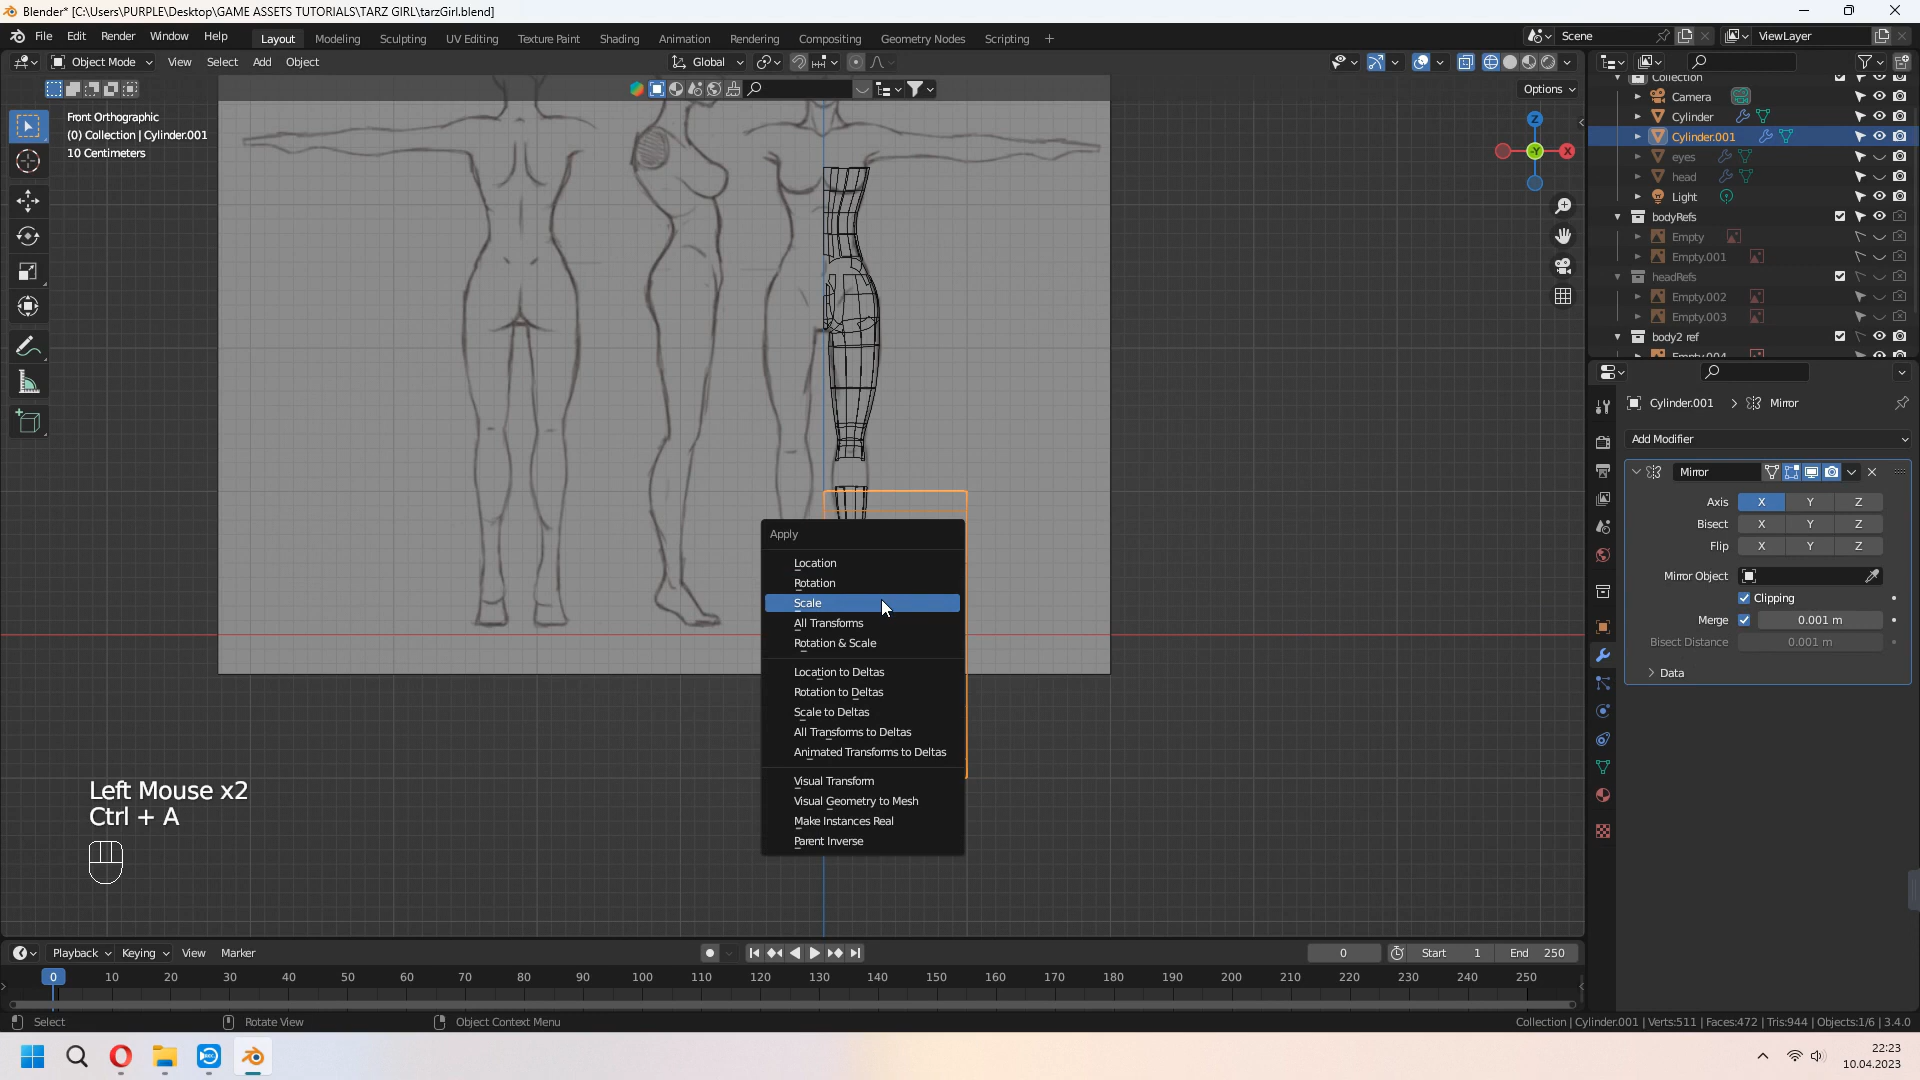 Blender* [C:\Users\PURPLE\Desktop\GAME ASSETS TUTORIALS\TARZ GIRL\tarzGirl.blend]
File Edit Render Window Help Layout Modeling Sculpting UV Editing Texture Paint Shading Animation Rendering Compositing Geometry Nodes Scripting + Scene ViewLayer
Object Mode View Select Add Object Global
Options
Front Orthographic
(0) Collection | Cylinder.001
10 Centimeters
Z
-Y
X
Collection
Camera
Cylinder
Cylinder.001
eyes
head
Light
bodyRefs
Empty
Empty.001
headRefs
Empty.002
Empty.003
body2 ref
Empty.004
Cylinder.001 Mirror
Add Modifier
Mirror
Axis X Y Z
Bisect X Y Z
Flip X Y Z
Mirror Object
Clipping
Merge 0.001 m
Bisect Distance 0.001 m
Data
Apply
Location
Rotation
Scale
All Transforms
Rotation & Scale
Location to Deltas
Rotation to Deltas
Scale to Deltas
All Transforms to Deltas
Animated Transforms to Deltas
Visual Transform
Visual Geometry to Mesh
Make Instances Real
Parent Inverse
Left Mouse x2
Ctrl + A
Playback Keying View Marker 0 Start 1 End 250
0 10 20 30 40 50 60 70 80 90 100 110 120 130 140 150 160 170 180 190 200 210 220 230 240 250
Select Rotate View Object Context Menu Collection | Cylinder.001 | Verts:511 | Faces:472 | Tris:944 | Objects:1/6 | 3.4.0
22:23
10.04.2023